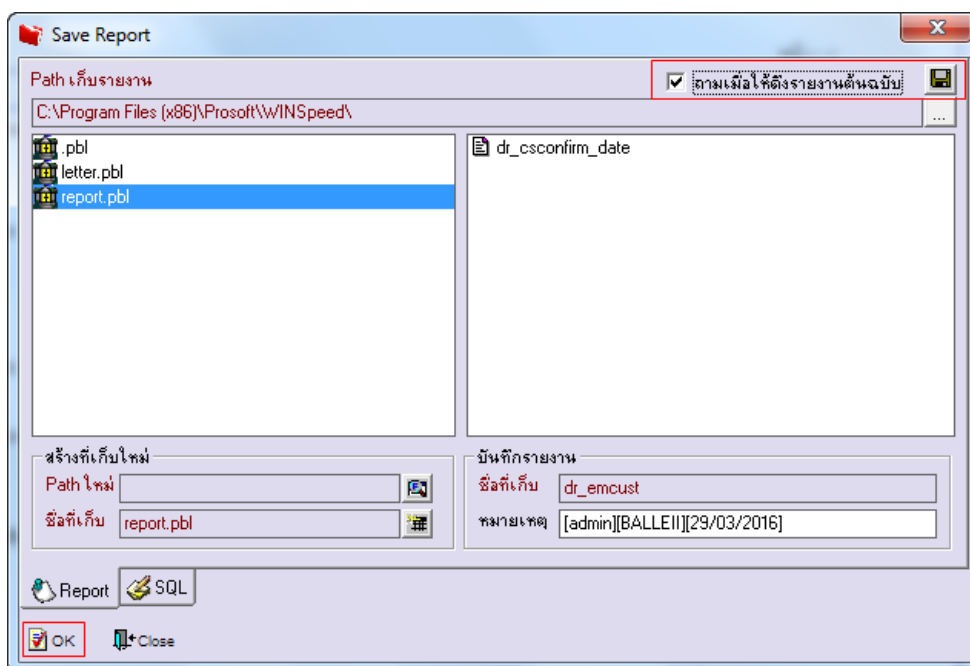 Save Report
Path เก็บรายงาน
ถามเมื่อให้ดึงรายงานต้นฉบับ
C:\Program Files (x86)\Prosoft\WINSpeed\
...
.pbl
letter.pbl
report.pbl
dr_csconfirm_date
สร้างที่เก็บใหม่
Path ใหม่
ชื่อที่เก็บ report.pbl
บันทึกรายงาน
ชื่อที่เก็บ dr_emcust
หมายเหตุ [admin][BALLEII][29/03/2016]
Report SQL
OK Close